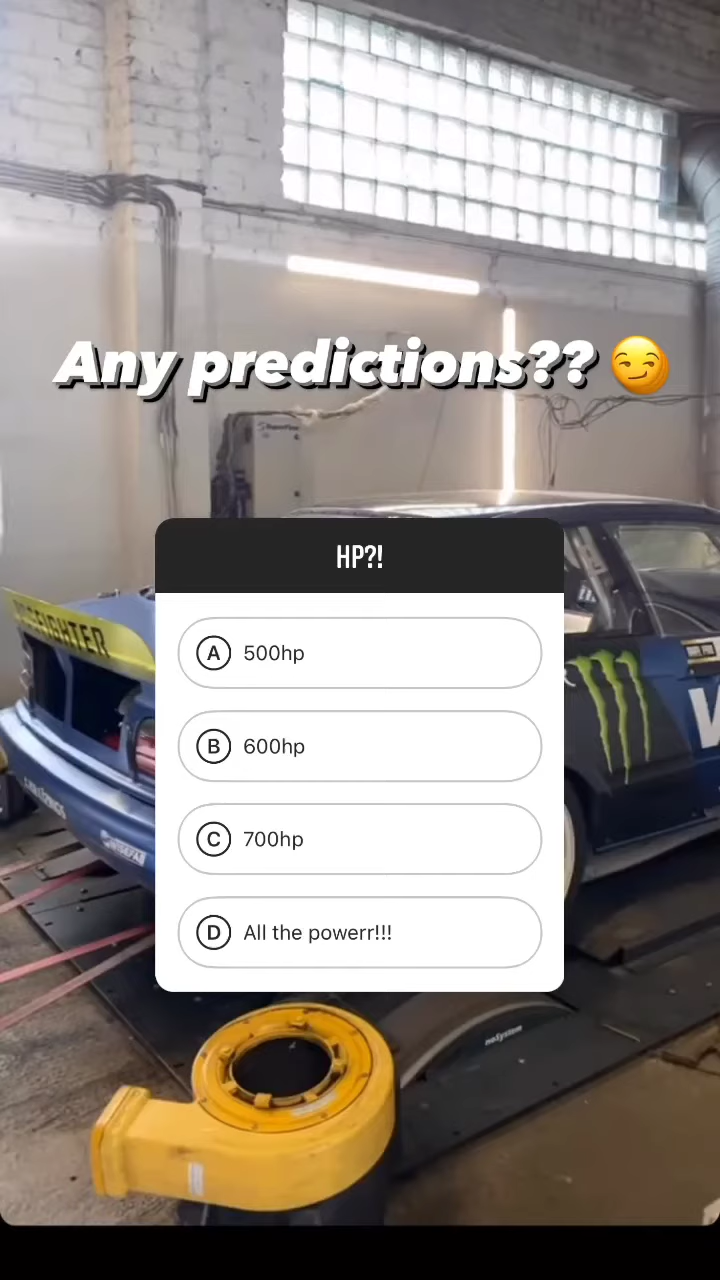 Any predictions?? 😏
HP?!
A 500hp
B 600hp
C 700hp
D All the powerr!!!